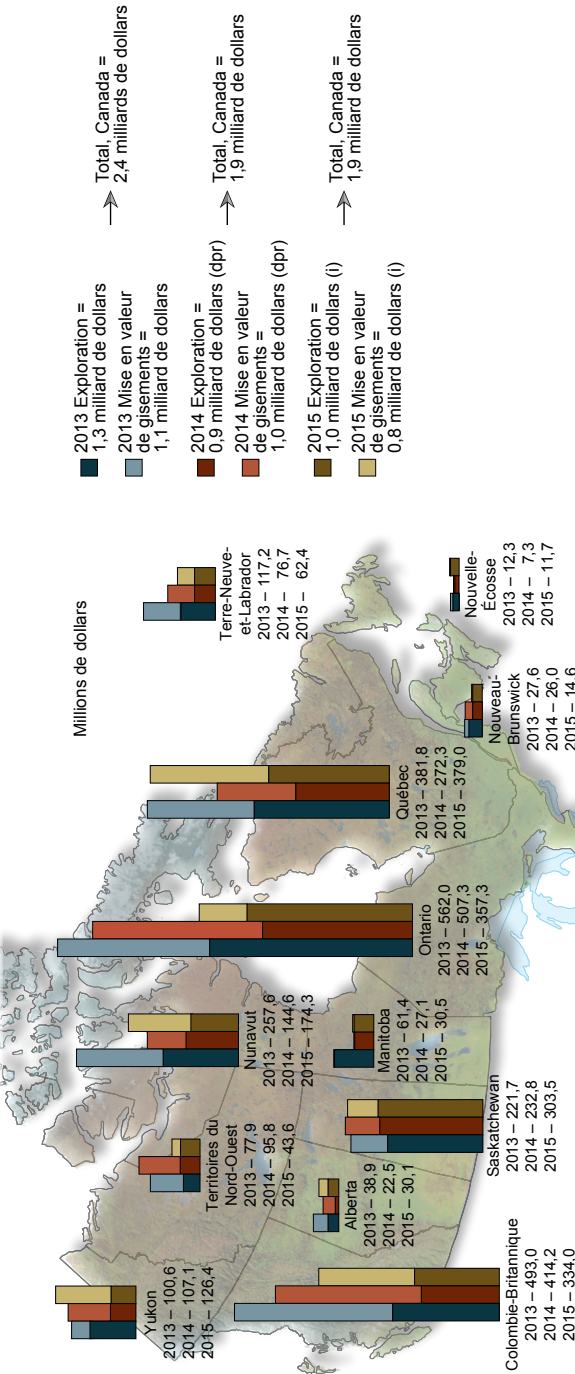 Millions de dollars
Yukon
2013 – 100,6
2014 – 107,1
2015 – 126,4
Territoires du
Nord-Ouest
2013 – 77,9
2014 – 95,8
2015 – 43,6
Nunavut
2013 – 257,6
2014 – 144,6
2015 – 174,3
Terre-Neuve-
et-Labrador
2013 – 117,2
2014 – 76,7
2015 – 62,4
Colombie-Britannique
2013 – 493,0
2014 – 414,2
2015 – 334,0
Alberta
2013 – 38,9
2014 – 22,5
2015 – 30,1
Saskatchewan
2013 – 221,7
2014 – 232,8
2015 – 303,5
Manitoba
2013 – 61,4
2014 – 27,1
2015 – 30,5
Ontario
2013 – 562,0
2014 – 507,3
2015 – 357,3
Québec
2013 – 381,8
2014 – 272,3
2015 – 379,0
Nouveau-
Brunswick
2013 – 27,6
2014 – 26,0
2015 – 14,6
Nouvelle-
Écosse
2013 – 12,3
2014 – 7,3
2015 – 11,7
2013 Exploration =
1,3 milliard de dollars
2013 Mise en valeur
de gisements =
1,1 milliard de dollars
Total, Canada =
2,4 milliards de dollars
2014 Exploration =
0,9 milliard de dollars (dpr)
2014 Mise en valeur
de gisements =
1,0 milliard de dollars (dpr)
Total, Canada =
1,9 milliard de dollars
2015 Exploration =
1,0 milliard de dollars (i)
2015 Mise en valeur
de gisements =
0,8 milliard de dollars (i)
Total, Canada =
1,9 milliard de dollars